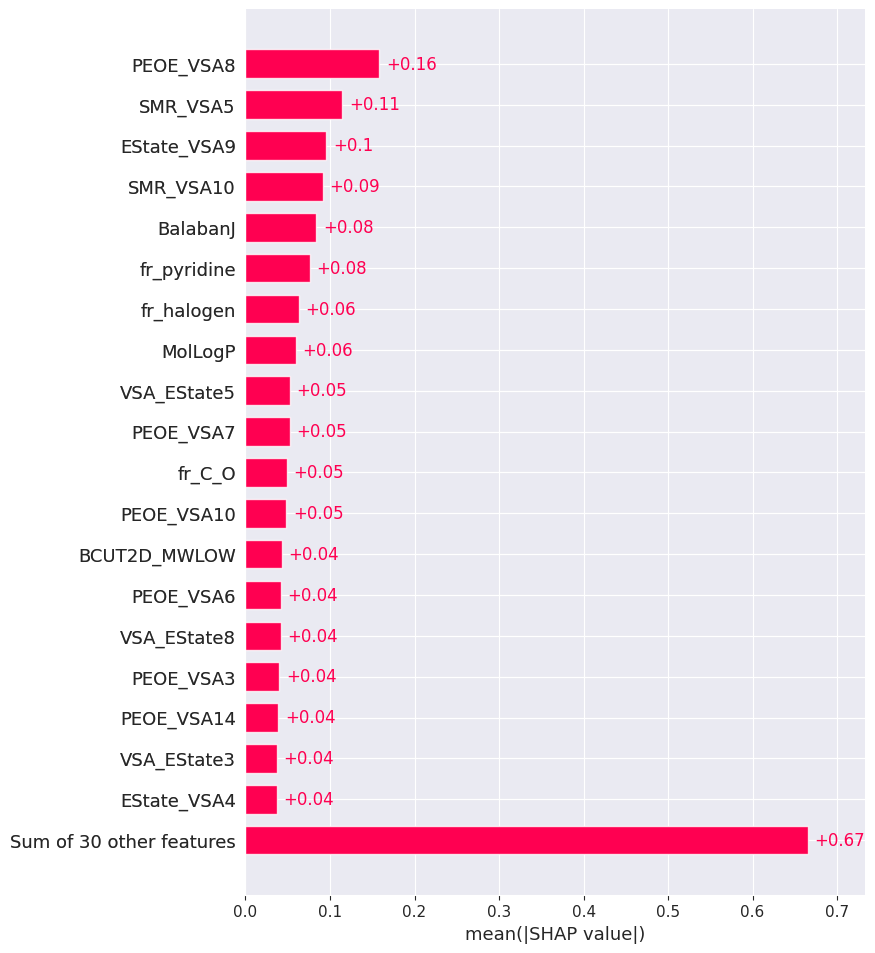 PEOE_VSA8 +0.16
SMR_VSA5 +0.11
EState_VSA9 +0.1
SMR_VSA10 +0.09
BalabanJ +0.08
fr_pyridine +0.08
fr_halogen +0.06
MolLogP +0.06
VSA_EState5 +0.05
PEOE_VSA7 +0.05
fr_C_O +0.05
PEOE_VSA10 +0.05
BCUT2D_MWLOW +0.04
PEOE_VSA6 +0.04
VSA_EState8 +0.04
PEOE_VSA3 +0.04
PEOE_VSA14 +0.04
VSA_EState3 +0.04
EState_VSA4 +0.04
Sum of 30 other features +0.67
0.0 0.1 0.2 0.3 0.4 0.5 0.6 0.7
mean(|SHAP value|)